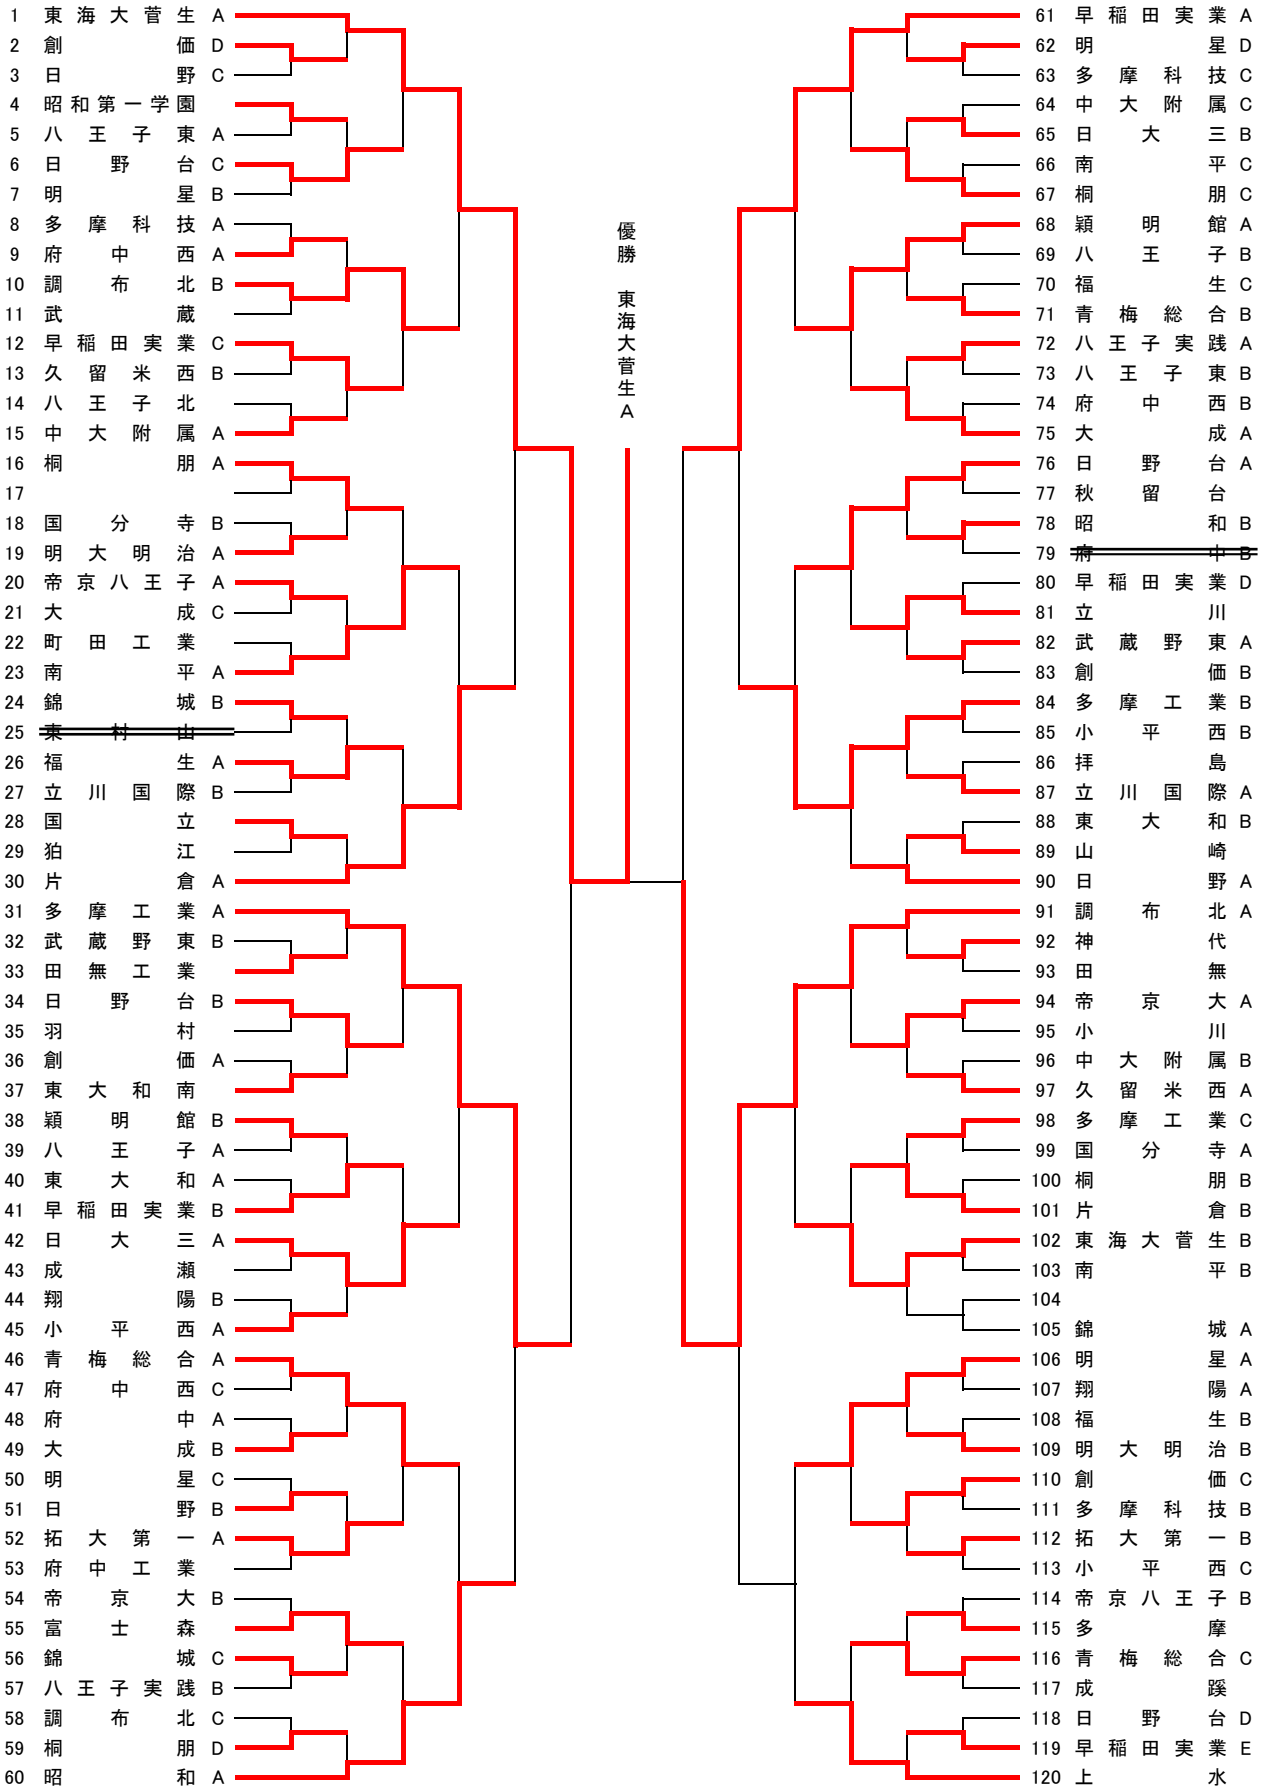 1 東海大菅生 A
2 創価 D
3 日野 C
4 昭和第一学園
5 八王子東 A
6 日野台 C
7 明星 B
8 多摩科技 A
9 府中西 A
10 調布北 B
11 武蔵
12 早稲田実業 C
13 久留米西 B
14 八王子北
15 中大附属 A
16 桐朋 A
17
18 国分寺 B
19 明大明治 A
20 帝京八王子 A
21 大成 C
22 町田工業
23 南平 A
24 錦城 B
25 東村山
26 福生 A
27 立川国際 B
28 国立
29 狛江
30 片倉 A
31 多摩工業 A
32 武蔵野東 B
33 田無工業
34 日野台 B
35 羽村
36 創価 A
37 東大和南
38 穎明館 B
39 八王子 A
40 東大和 A
41 早稲田実業 B
42 日大三 A
43 成瀬
44 翔陽 B
45 小平西 A
46 青梅総合 A
47 府中西 C
48 府中 A
49 大成 B
50 明星 C
51 日野 B
52 拓大第一 A
53 府中工業
54 帝京大 B
55 富士森
56 錦城 C
57 八王子実践 B
58 調布北 C
59 桐朋 D
60 昭和 A
優勝 東海大菅生A
61 早稲田実業 A
62 明星 D
63 多摩科技 C
64 中大附属 C
65 日大三 B
66 南平 C
67 桐朋 C
68 穎明館 A
69 八王子 B
70 福生 C
71 青梅総合 B
72 八王子実践 A
73 八王子東 B
74 府中西 B
75 大成 A
76 日野台 A
77 秋留台
78 昭和 B
79 府中 B
80 早稲田実業 D
81 立川
82 武蔵野東 A
83 創価 B
84 多摩工業 B
85 小平西 B
86 拝島
87 立川国際 A
88 東大和 B
89 山崎
90 日野 A
91 調布北 A
92 神代
93 田無
94 帝京大 A
95 小川
96 中大附属 B
97 久留米西 A
98 多摩工業 C
99 国分寺 A
100 桐朋 B
101 片倉 B
102 東海大菅生 B
103 南平 B
104
105 錦城 A
106 明星 A
107 翔陽 A
108 福生 B
109 明大明治 B
110 創価 C
111 多摩科技 B
112 拓大第一 B
113 小平西 C
114 帝京八王子 B
115 多摩
116 青梅総合 C
117 成蹊
118 日野台 D
119 早稲田実業 E
120 上水